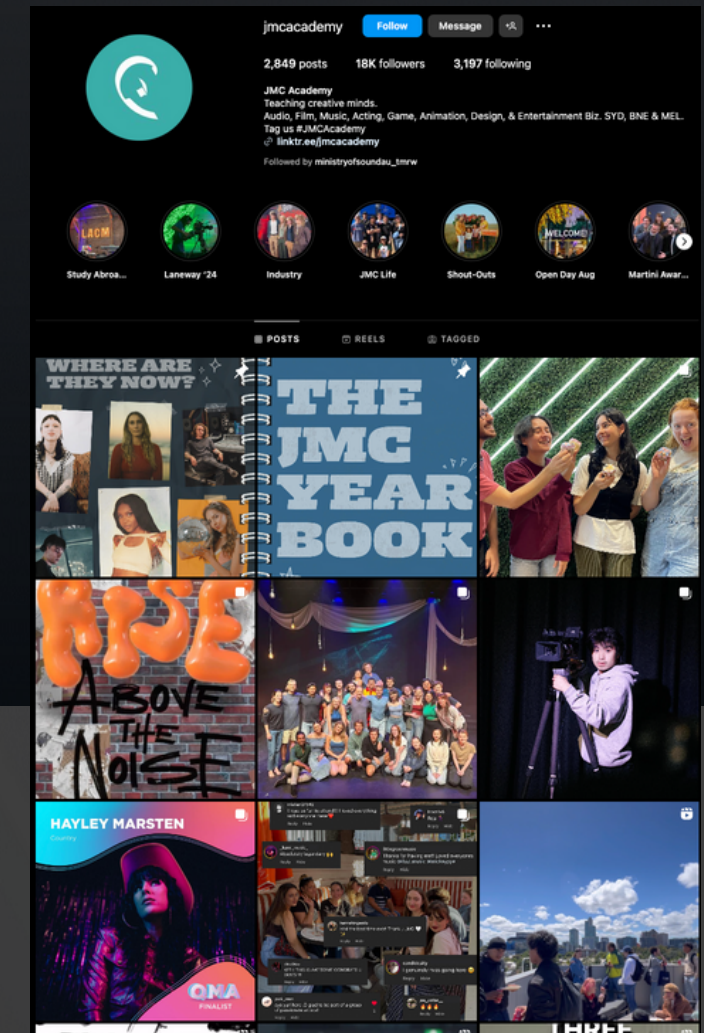 jmcacademy Follow Message
2,849 posts 18K followers 3,197 following
JMC Academy
Teaching creative minds.
Audio, Film, Music, Acting, Game, Animation, Design, & Entertainment Biz. SYD, BNE & MEL.
Tag us #JMCAcademy
linktr.ee/jmcacademy
Followed by ministryofsoundau_tmrw
LACM
WELCOME!
Study Abroa... Laneway '24 Industry JMC Life Shout-Outs Open Day Aug Martini Awar...
POSTS REELS TAGGED
WHERE ARE
THEY NOW?
THE
JMC
YEAR
BOOK
RISE
ABOVE
THE
NOISE
HAYLEY MARSTEN
Country
QMA
FINALIST
THREE